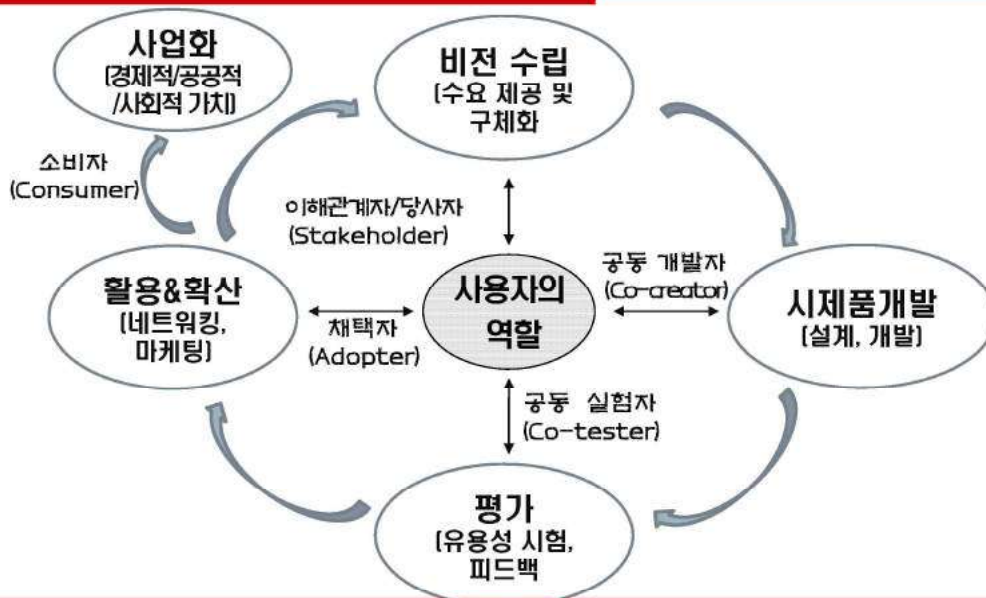 사업화
(경제적/공공적
/사회적 가치)
비전 수립
(수요 제공 및
구체화
소비자
(Consumer)
이해관계자/당사자
(Stakeholder)
활용&확산
(네트워킹,
마케팅)
채택자
(Adopter)
사용자의
역할
공동 개발자
(Co-creator)
시제품개발
(설계, 개발)
공동 실험자
(Co-tester)
평가
(유용성 시험,
피드백